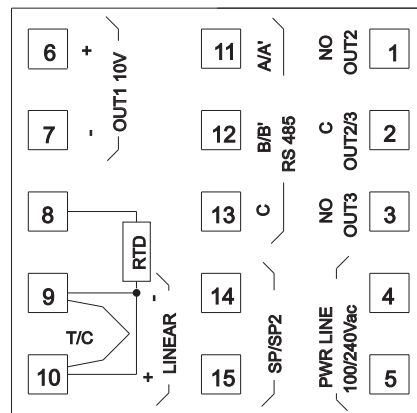 6 + 11 A/A' NO OUT2 1
OUT1 10V
7 - 12 B/B' RS 485 C OUT2/3 2
8 13 C NO OUT3 3
RTD
9 - 14 4
T/C LINEAR SP/SP2 PWR LINE 100/240Vac
10 + 15 5